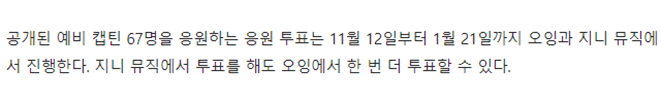 공개된 예비 캡틴 67명을 응원하는 응원 투표는 11월 12일부터 1월 21일까지 오잉과 지니 뮤직에
서 진행한다. 지니 뮤직에서 투표를 해도 오잉에서 한 번 더 투표할 수 있다.